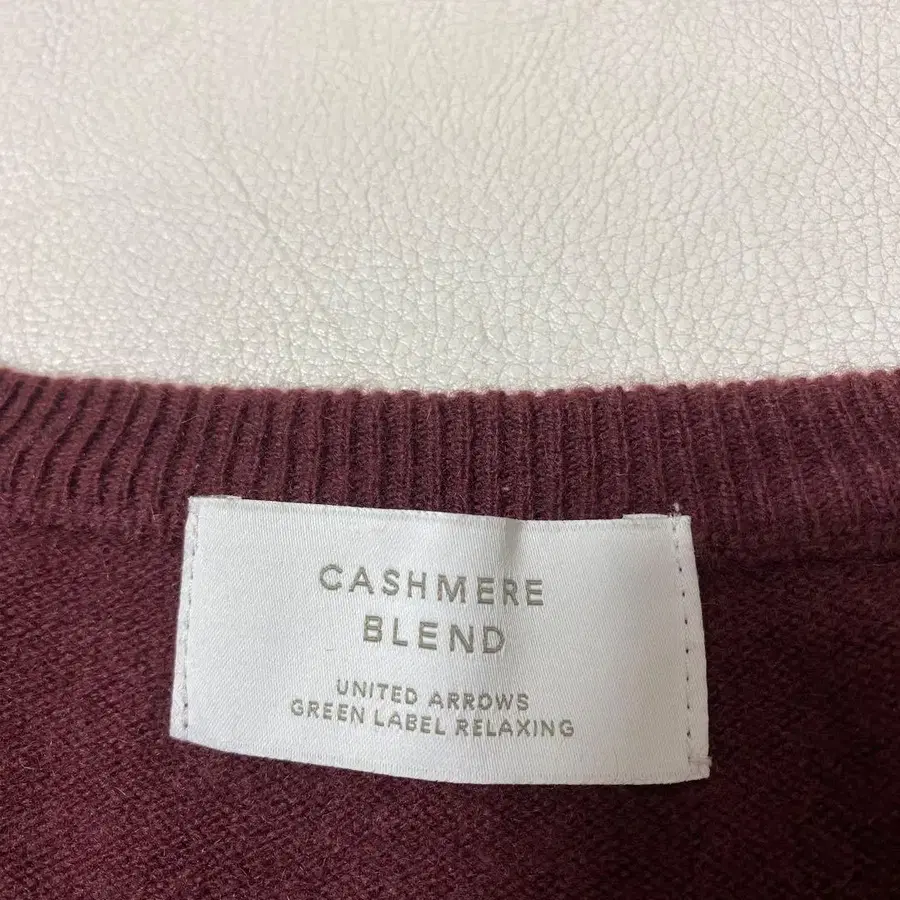 CASHMERE
BLEND
UNITED ARROWS
GREEN LABEL RELAXING